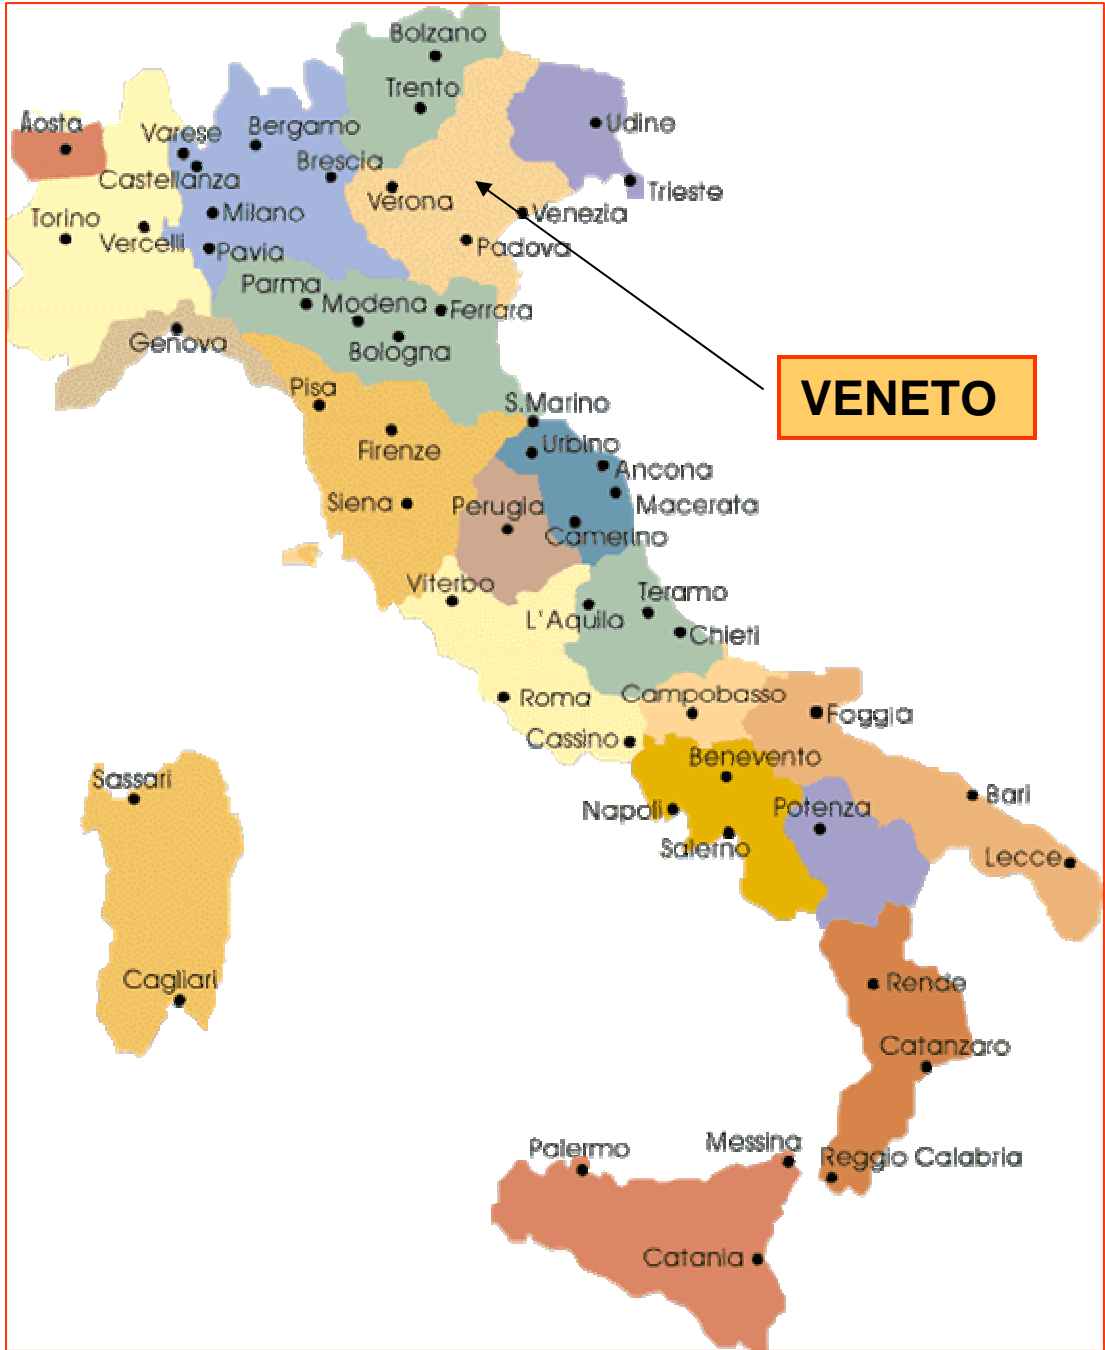 Bolzano
Trento
Aosta
Udine
Varese
Bergamo
Brescia
Castellanza
Trieste
Verona
Torino
Milano
Venezia
Vercelli
Pavia
Padova
Parma
Modena
Ferrara
Genova
Bologna
VENETO
Pisa
S.Marino
Firenze
Urbino
Ancona
Siena
Perugia
Macerata
Camerino
Viterbo
Teramo
L'Aquila
Chieti
Roma
Campobasso
Foggia
Cassino
Benevento
Sassari
Bari
Napoli
Potenza
Salerno
Lecce
Cagliari
Rende
Catanzaro
Palermo
Messina
Reggio Calabria
Catania